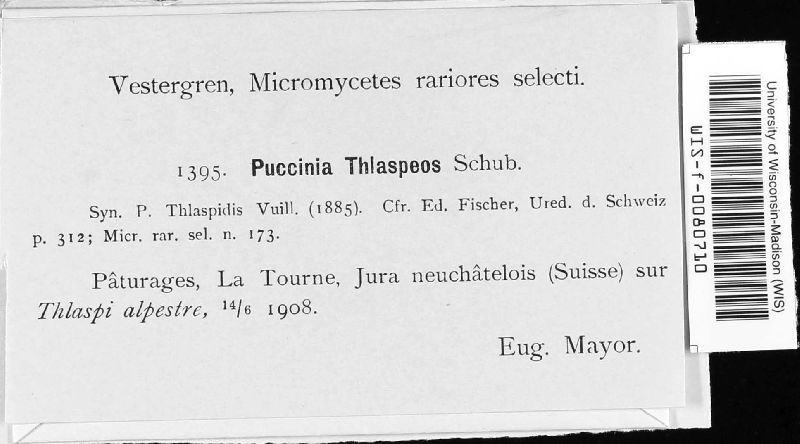 Vestergren, Micromycetes rariores selecti.
1395. Puccinia Thlaspeos Schub.
Syn. P. Thlaspidis Vuill. (1885). Cfr. Ed. Fischer, Ured. d. Schweiz
p. 312; Micr. rar. sel. n. 173.
Pâturages, La Tourne, Jura neuchâtelois (Suisse) sur
Thlaspi alpestre, 14/6 1908.
Eug. Mayor.
University of Wisconsin-Madison (WIS)
WIS-f-0080710